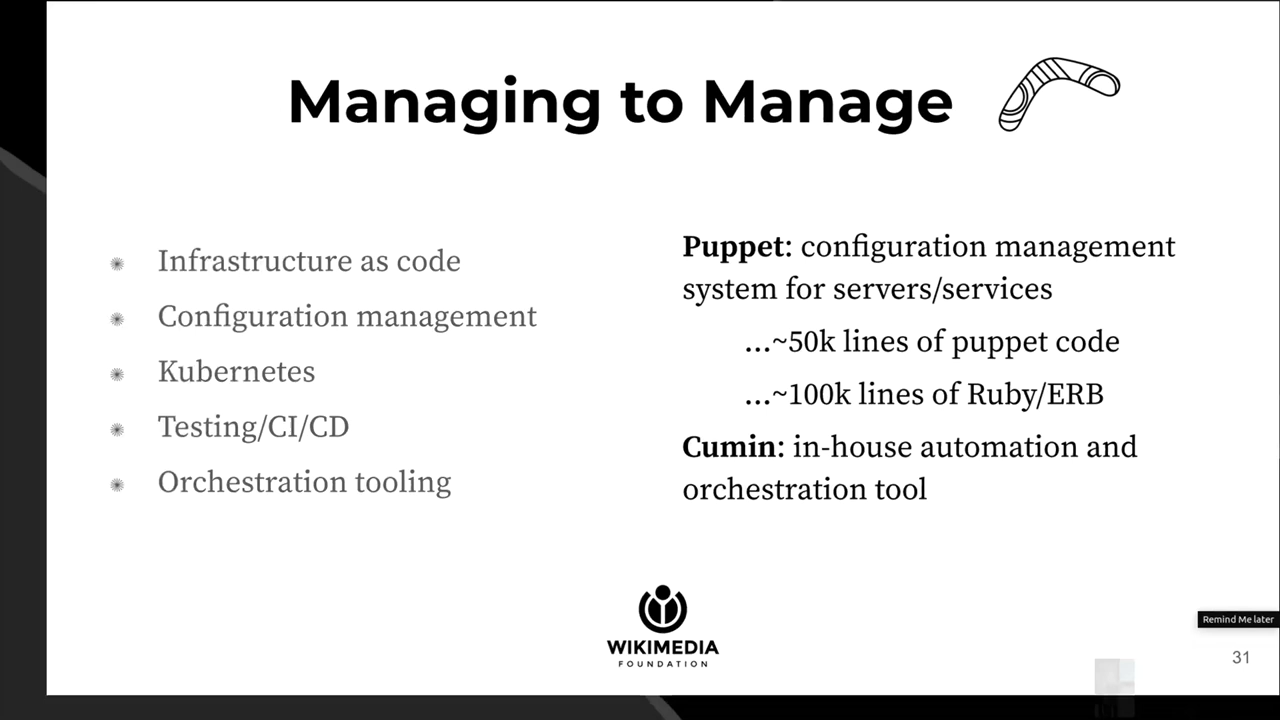 Managing to Manage
Infrastructure as code
Configuration management
Kubernetes
Testing/CI/CD
Orchestration tooling
Puppet: configuration management
system for servers/services
...~50k lines of puppet code
...~100k lines of Ruby/ERB
Cumin: in-house automation and
orchestration tool
WIKIMEDIA
FOUNDATION
Remind Me later
31